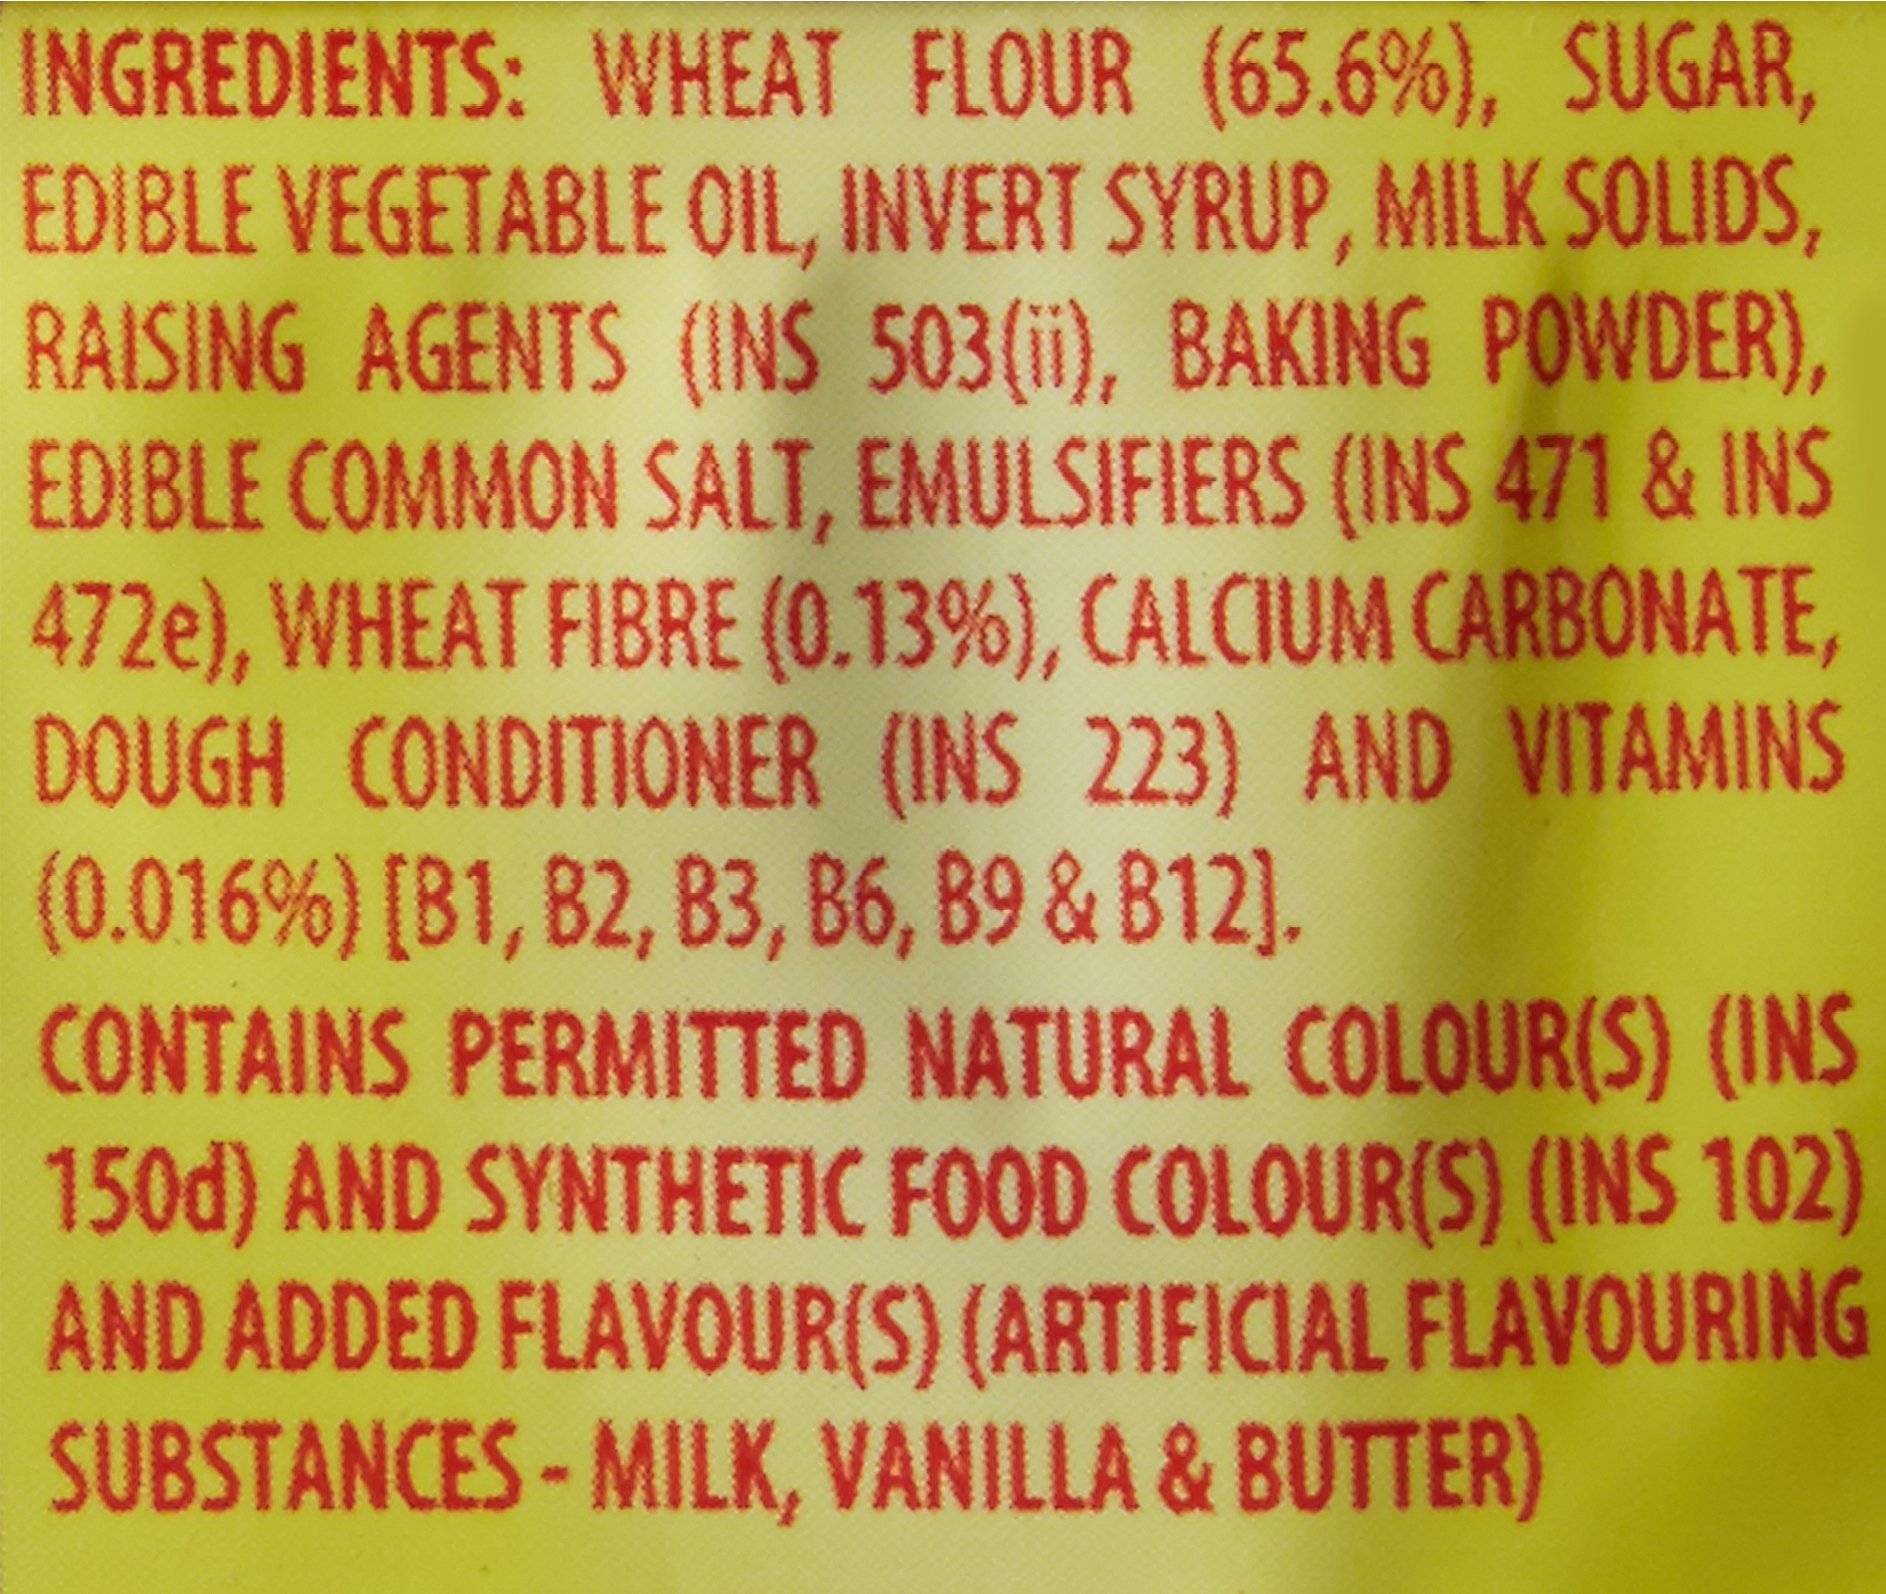 INGREDIENTS: WHEAT FLOUR (65.6%), SUGAR,
EDIBLE VEGETABLE OIL, INVERT SYRUP, MILK SOLIDS,
RAISING AGENTS (INS 503(ii), BAKING POWDER),
EDIBLE COMMON SALT, EMULSIFIERS (INS 471 & INS
472e), WHEAT FIBRE (0.13%), CALCIUM CARBONATE,
DOUGH CONDITIONER (INS 223) AND VITAMINS
(0.016%) [B1, B2, B3, B6, B9 & B12].
CONTAINS PERMITTED NATURAL COLOUR(S) (INS
150d) AND SYNTHETIC FOOD COLOUR(S) (INS 102)
AND ADDED FLAVOUR(S) (ARTIFICIAL FLAVOURING
SUBSTANCES - MILK, VANILLA & BUTTER)